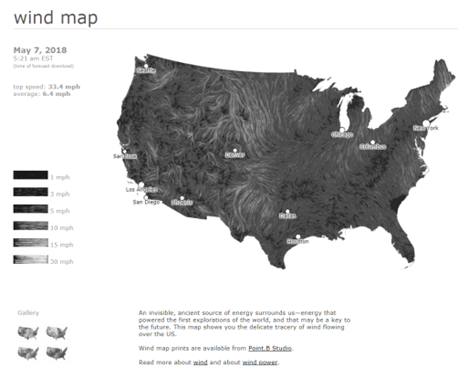 wind map
May 7, 2018
5:21 am EST
(time of forecast download)
top speed: 33.4 mph
average: 6.4 mph
Seattle
Chicago
New York
Columbus
Denver
San Jose
Los Angeles
San Diego
Phoenix
Dallas
Houston
1 mph
3 mph
5 mph
10 mph
15 mph
30 mph
Gallery
An invisible, ancient source of energy surrounds us—energy that
powered the first explorations of the world, and that may be a key to
the future. This map shows you the delicate tracery of wind flowing
over the US.
Wind map prints are available from Point.B Studio.
Read more about wind and about wind power.